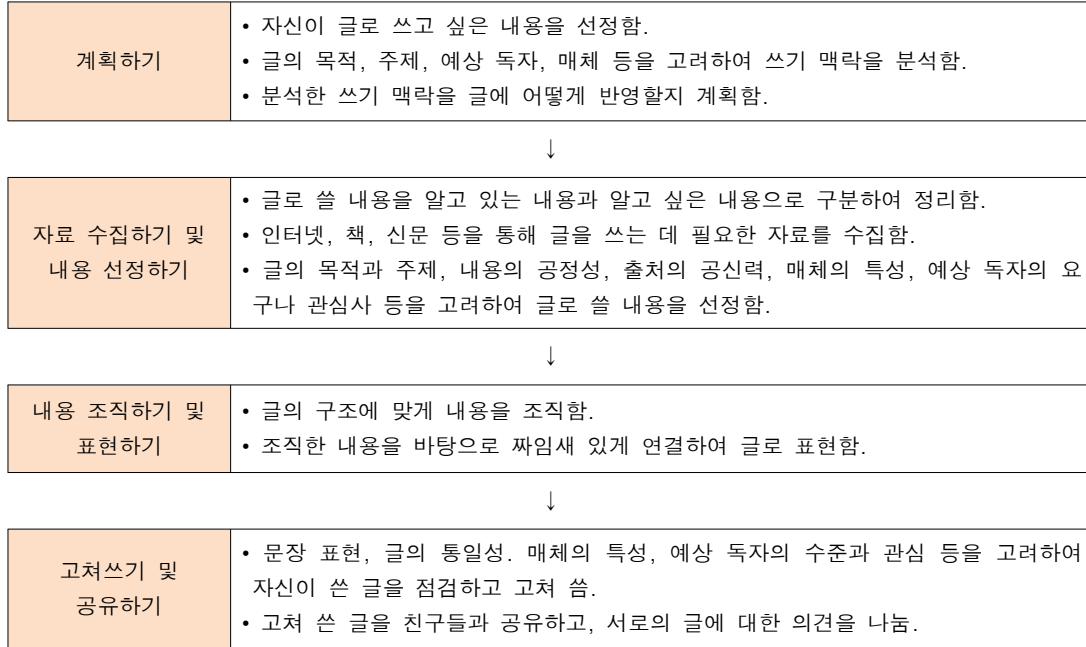 계획하기
• 자신이 글로 쓰고 싶은 내용을 선정함.
• 글의 목적, 주제, 예상 독자, 매체 등을 고려하여 쓰기 맥락을 분석함.
• 분석한 쓰기 맥락을 글에 어떻게 반영할지 계획함.
↓
자료 수집하기 및
내용 선정하기
• 글로 쓸 내용을 알고 있는 내용과 알고 싶은 내용으로 구분하여 정리함.
• 인터넷, 책, 신문 등을 통해 글을 쓰는 데 필요한 자료를 수집함.
• 글의 목적과 주제, 내용의 공정성, 출처의 공신력, 매체의 특성, 예상 독자의 요
구나 관심사 등을 고려하여 글로 쓸 내용을 선정함.
↓
내용 조직하기 및
표현하기
• 글의 구조에 맞게 내용을 조직함.
• 조직한 내용을 바탕으로 짜임새 있게 연결하여 글로 표현함.
↓
고쳐쓰기 및
공유하기
• 문장 표현, 글의 통일성. 매체의 특성, 예상 독자의 수준과 관심 등을 고려하여
자신이 쓴 글을 점검하고 고쳐 씀.
• 고쳐 쓴 글을 친구들과 공유하고, 서로의 글에 대한 의견을 나눔.